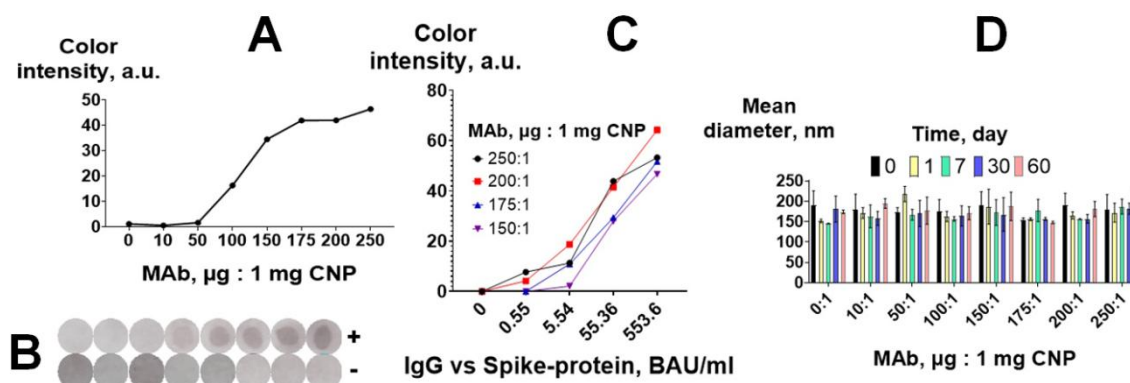 A
Color
intensity, a.u.
50
40
30
20
10
0
0 10 50 100 150 175 200 250
MAb, µg : 1 mg CNP
B
+
-
C
Color
intensity, a.u.
80
60
40
20
0
MAb, µg : 1 mg CNP
250:1
200:1
175:1
150:1
0 0.55 5.54 55.36 553.6
IgG vs Spike-protein, BAU/ml
D
Mean
diameter, nm
Time, day
0 1 7 30 60
250
200
150
100
50
0
0:1 10:1 50:1 100:1 150:1 175:1 200:1 250:1
MAb, µg : 1 mg CNP